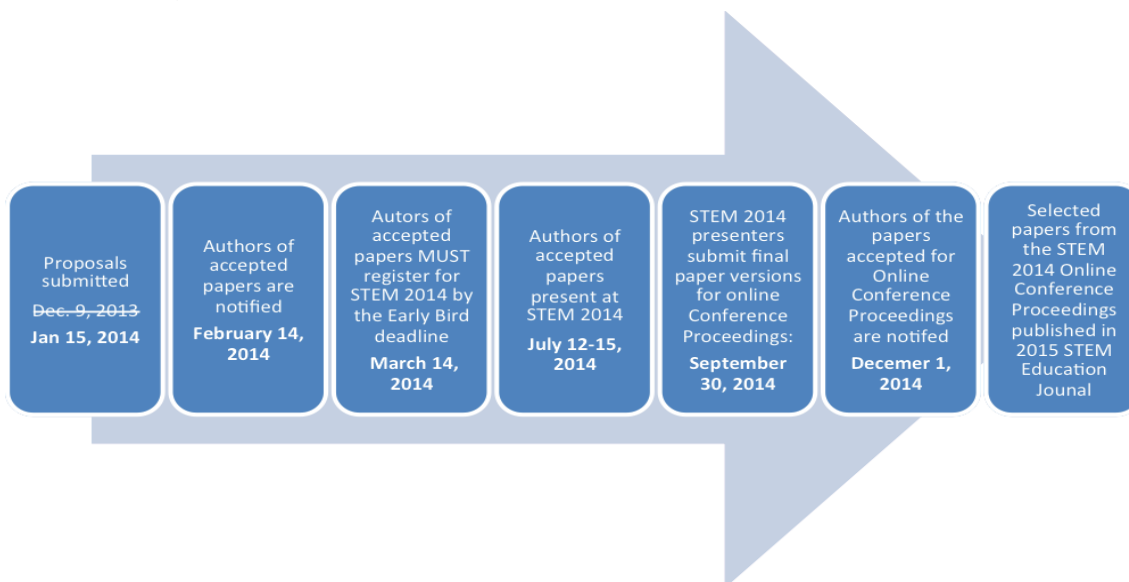 Proposals
submitted
Dec. 9, 2013
Jan 15, 2014
Authors of
accepted
papers are
notified
February 14,
2014
Autors of
accepted
papers MUST
register for
STEM 2014 by
the Early Bird
deadline
March 14,
2014
Authors of
accepted
papers
present at
STEM 2014
July 12-15,
2014
STEM 2014
presenters
submit final
paper versions
for online
Conference
Proceedings:
September
30, 2014
Authors of the
papers
accepted for
Online
Conference
Proceedings
are notifed
Decemer 1,
2014
Selected
papers from
the STEM
2014 Online
Conference
Proceedings
published in
2015 STEM
Education
Jounal